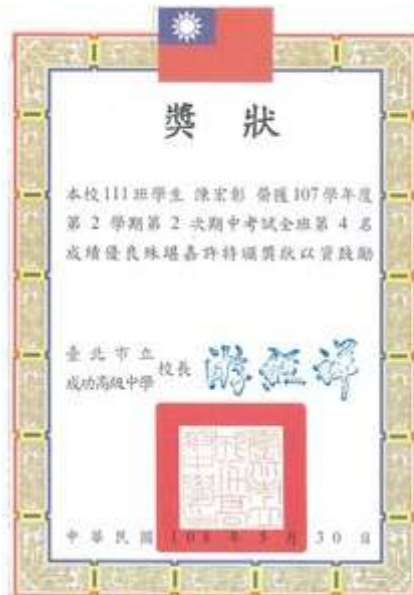 獎狀
本校111班學生 陳宏彰 榮獲107學年度
第 2 學期第 2 次期中考試全班第 4 名
成績優良殊堪嘉許特頒獎狀以資鼓勵
臺北市立
成功高級中學
校長
中華民國 108 年 5 月 30 日